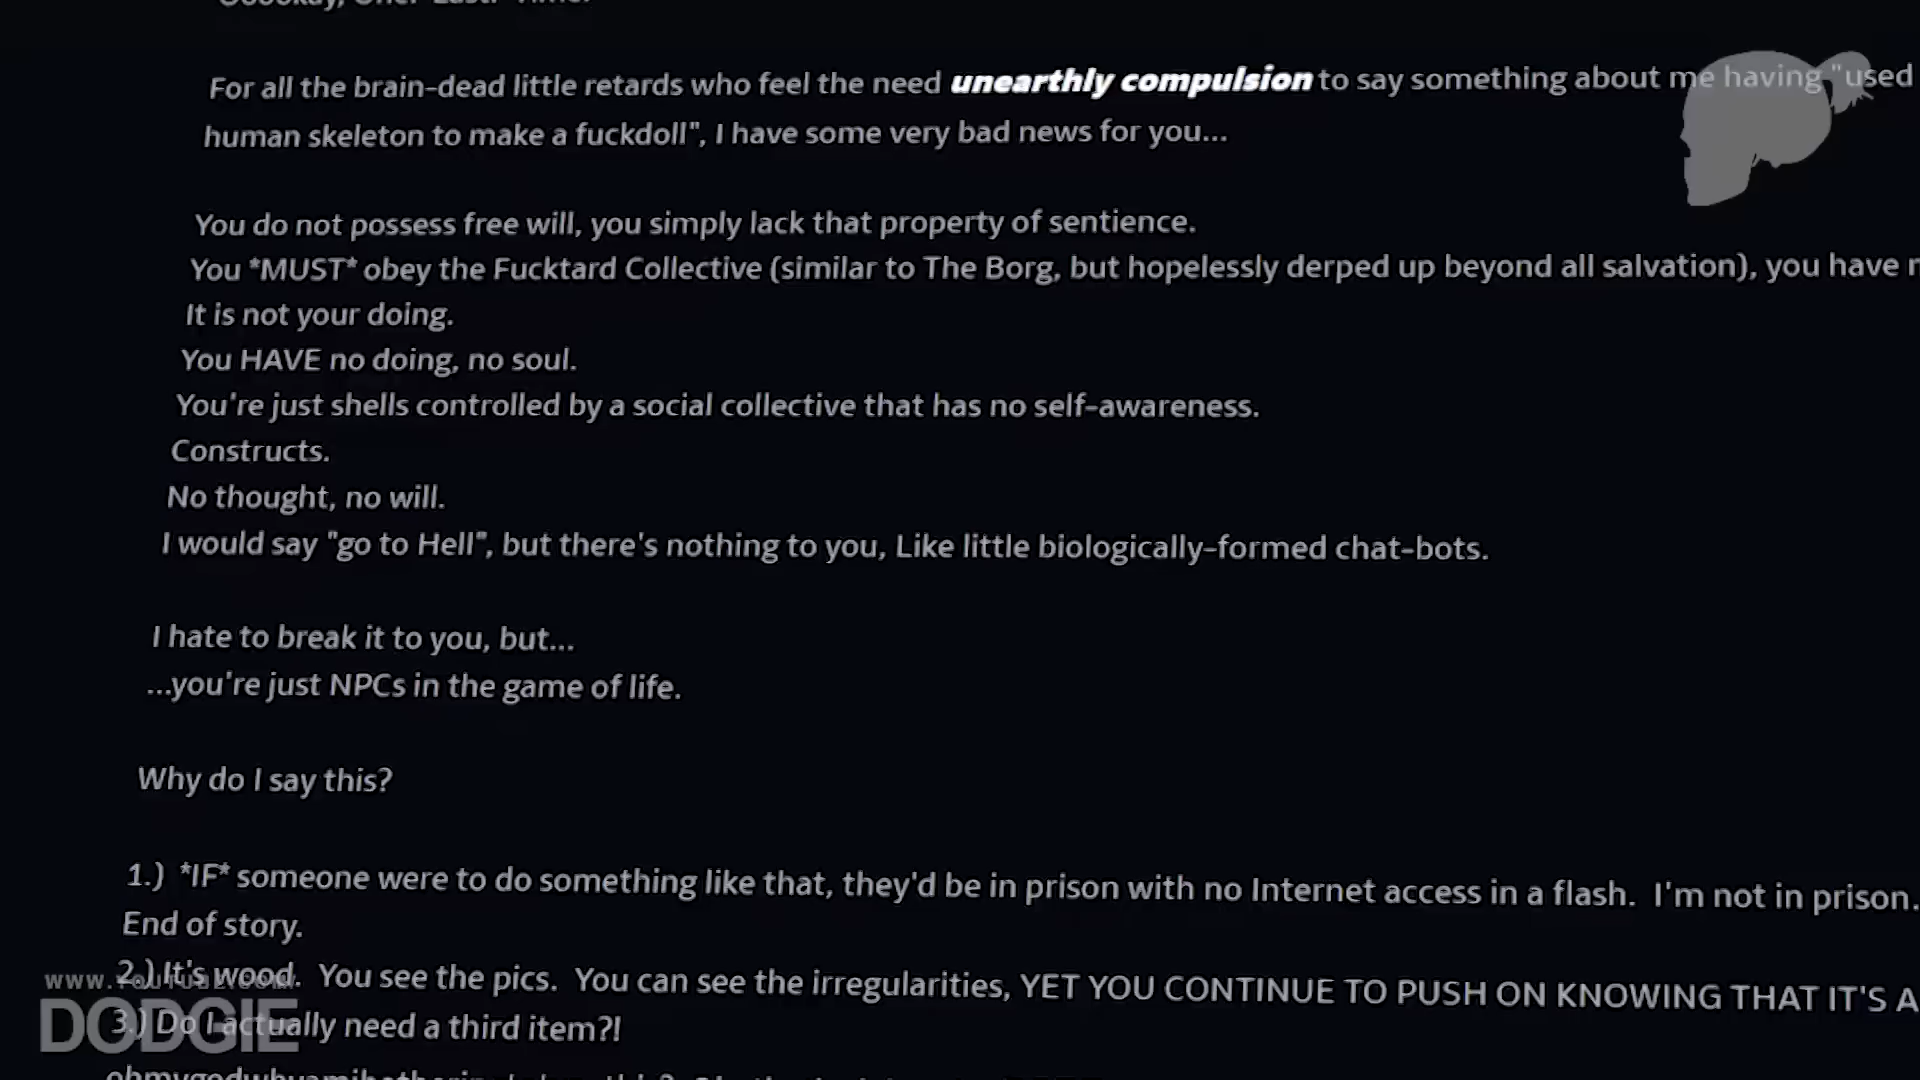 For all the brain-dead little retards who feel the need unearthly compulsion to say something about me having "used
human skeleton to make a fuckdoll", I have some very bad news for you...
You do not possess free will, you simply lack that property of sentience.
You *MUST* obey the Fucktard Collective (similar to The Borg, but hopelessly derped up beyond all salvation), you have
It is not your doing.
You HAVE no doing, no soul.
You're just shells controlled by a social collective that has no self-awareness.
Constructs.
No thought, no will.
I would say "go to Hell", but there's nothing to you, Like little biologically-formed chat-bots.
I hate to break it to you, but...
...you're just NPCs in the game of life.
Why do I say this?
1.) *IF* someone were to do something like that, they'd be in prison with no Internet access in a flash. I'm not in prison.
End of story.
2.) It's wood. You see the pics. You can see the irregularities, YET YOU CONTINUE TO PUSH ON KNOWING THAT IT'S A
www.YOUTUBE.com/
DODGIE
3.) Do I actually need a third item?!